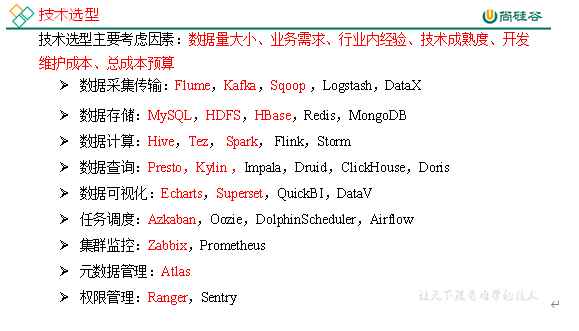 技术选型
尚硅谷
技术选型主要考虑因素：数据量大小、业务需求、行业内经验、技术成熟度、开发
维护成本、总成本预算
➢ 数据采集传输：Flume，Kafka，Sqoop，Logstash，DataX
➢ 数据存储：MySQL，HDFS，HBase，Redis，MongoDB
➢ 数据计算：Hive，Tez，Spark，Flink，Storm
➢ 数据查询：Presto，Kylin，Impala，Druid，ClickHouse，Doris
➢ 数据可视化：Echarts，Superset，QuickBI，DataV
➢ 任务调度：Azkaban，Oozie，DolphinScheduler，Airflow
➢ 集群监控：Zabbix，Prometheus
➢ 元数据管理：Atlas
➢ 权限管理：Ranger，Sentry
让天下没有难学的技术